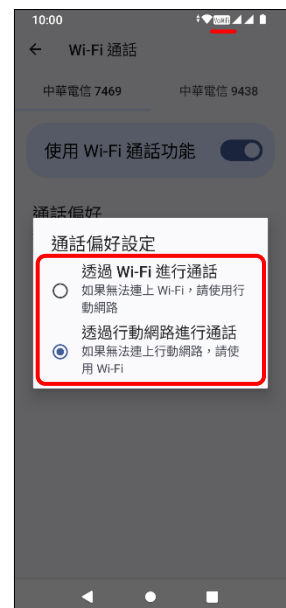 10:00
Wi-Fi 通話
中華電信 7469 中華電信 9438
使用 Wi-Fi 通話功能
通話偏好
通話偏好設定
透過 Wi-Fi 進行通話
如果無法連上 Wi-Fi，請使用行
動網路
透過行動網路進行通話
如果無法連上行動網路，請使
用 Wi-Fi